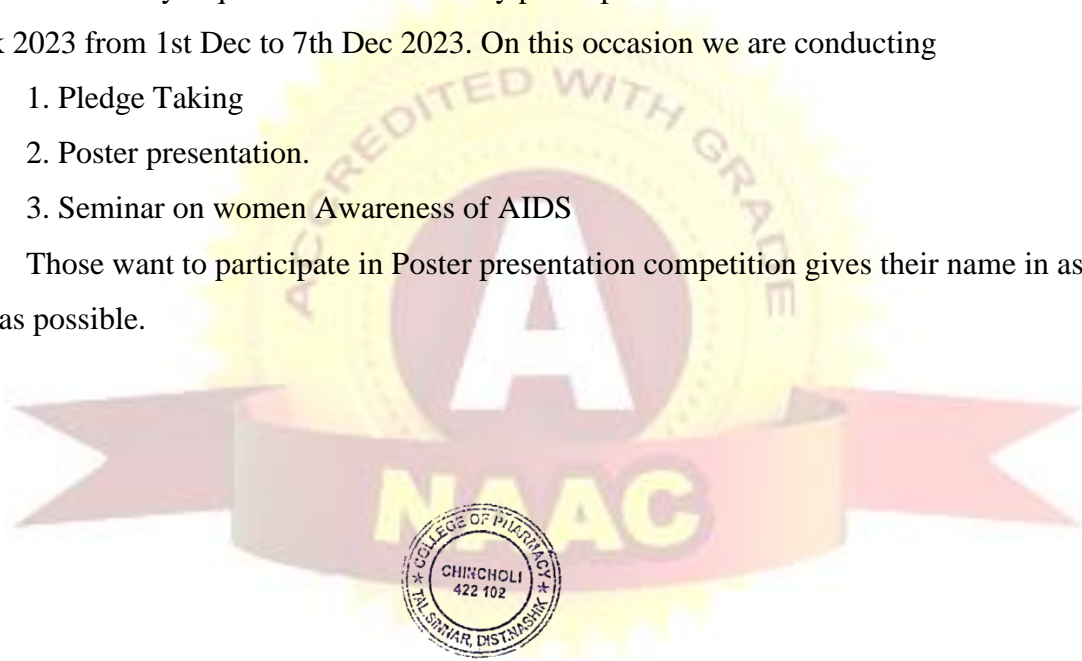 k 2023 from 1st Dec to 7th Dec 2023. On this occasion we are conducting
1. Pledge Taking
2. Poster presentation.
3. Seminar on women Awareness of AIDS
Those want to participate in Poster presentation competition gives their name in as
as possible.
ACCREDITED WITH GRADE
A
NAAC
COLLEGE OF PHARMACY
CHINCHOLI
422 102
TAL SINNAR, DIST.NASHIK